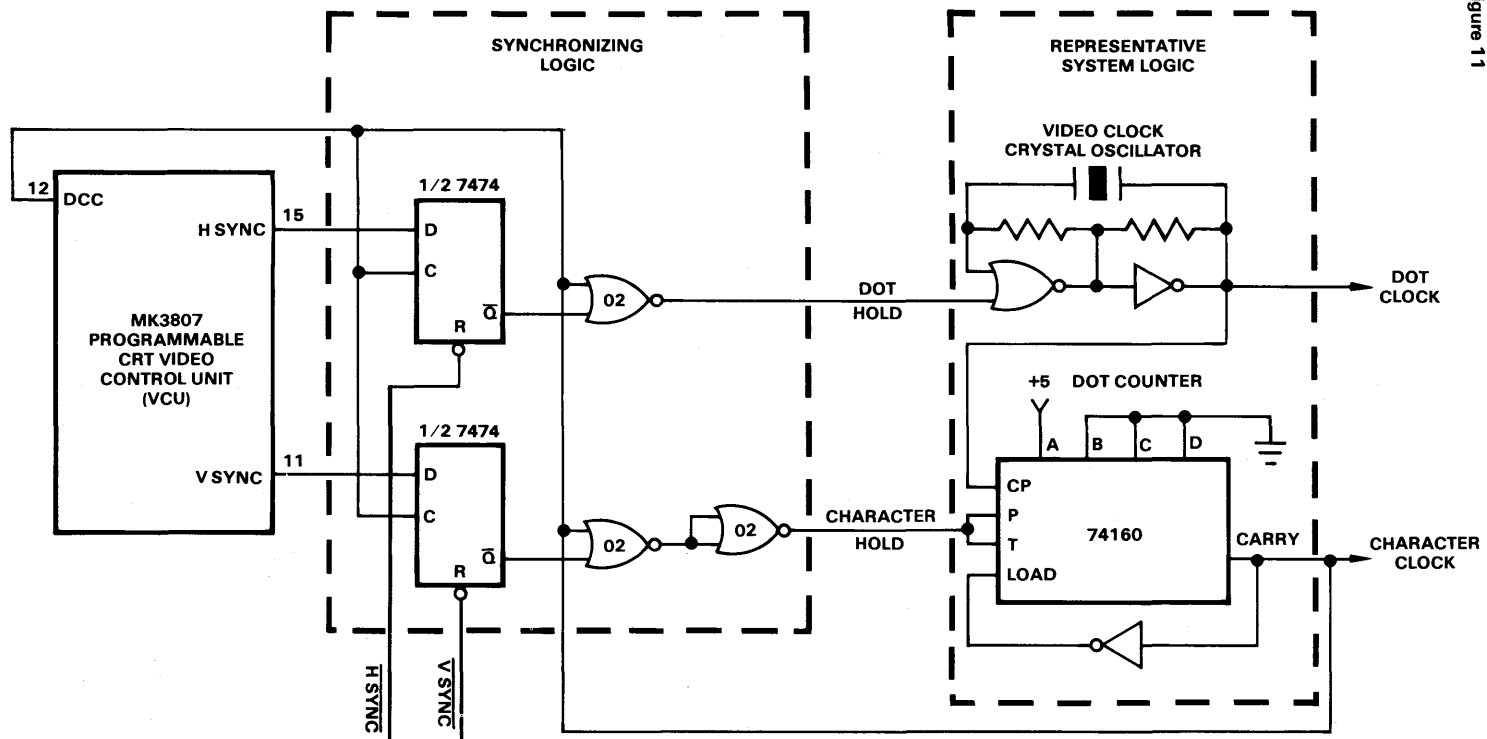 igure 11
SYNCHRONIZING
LOGIC
REPRESENTATIVE
SYSTEM LOGIC
VIDEO CLOCK
CRYSTAL OSCILLATOR
12
DCC
1/2 7474
15
H SYNC
D
C
R
Q̅
02
DOT
HOLD
DOT
CLOCK
MK3807
PROGRAMMABLE
CRT VIDEO
CONTROL UNIT
(VCU)
+5
DOT COUNTER
A
B
C
D
1/2 7474
11
V SYNC
D
C
R
Q̅
02
02
CHARACTER
HOLD
CP
P
T
LOAD
74160
CARRY
CHARACTER
CLOCK
H SYNC
V SYNC